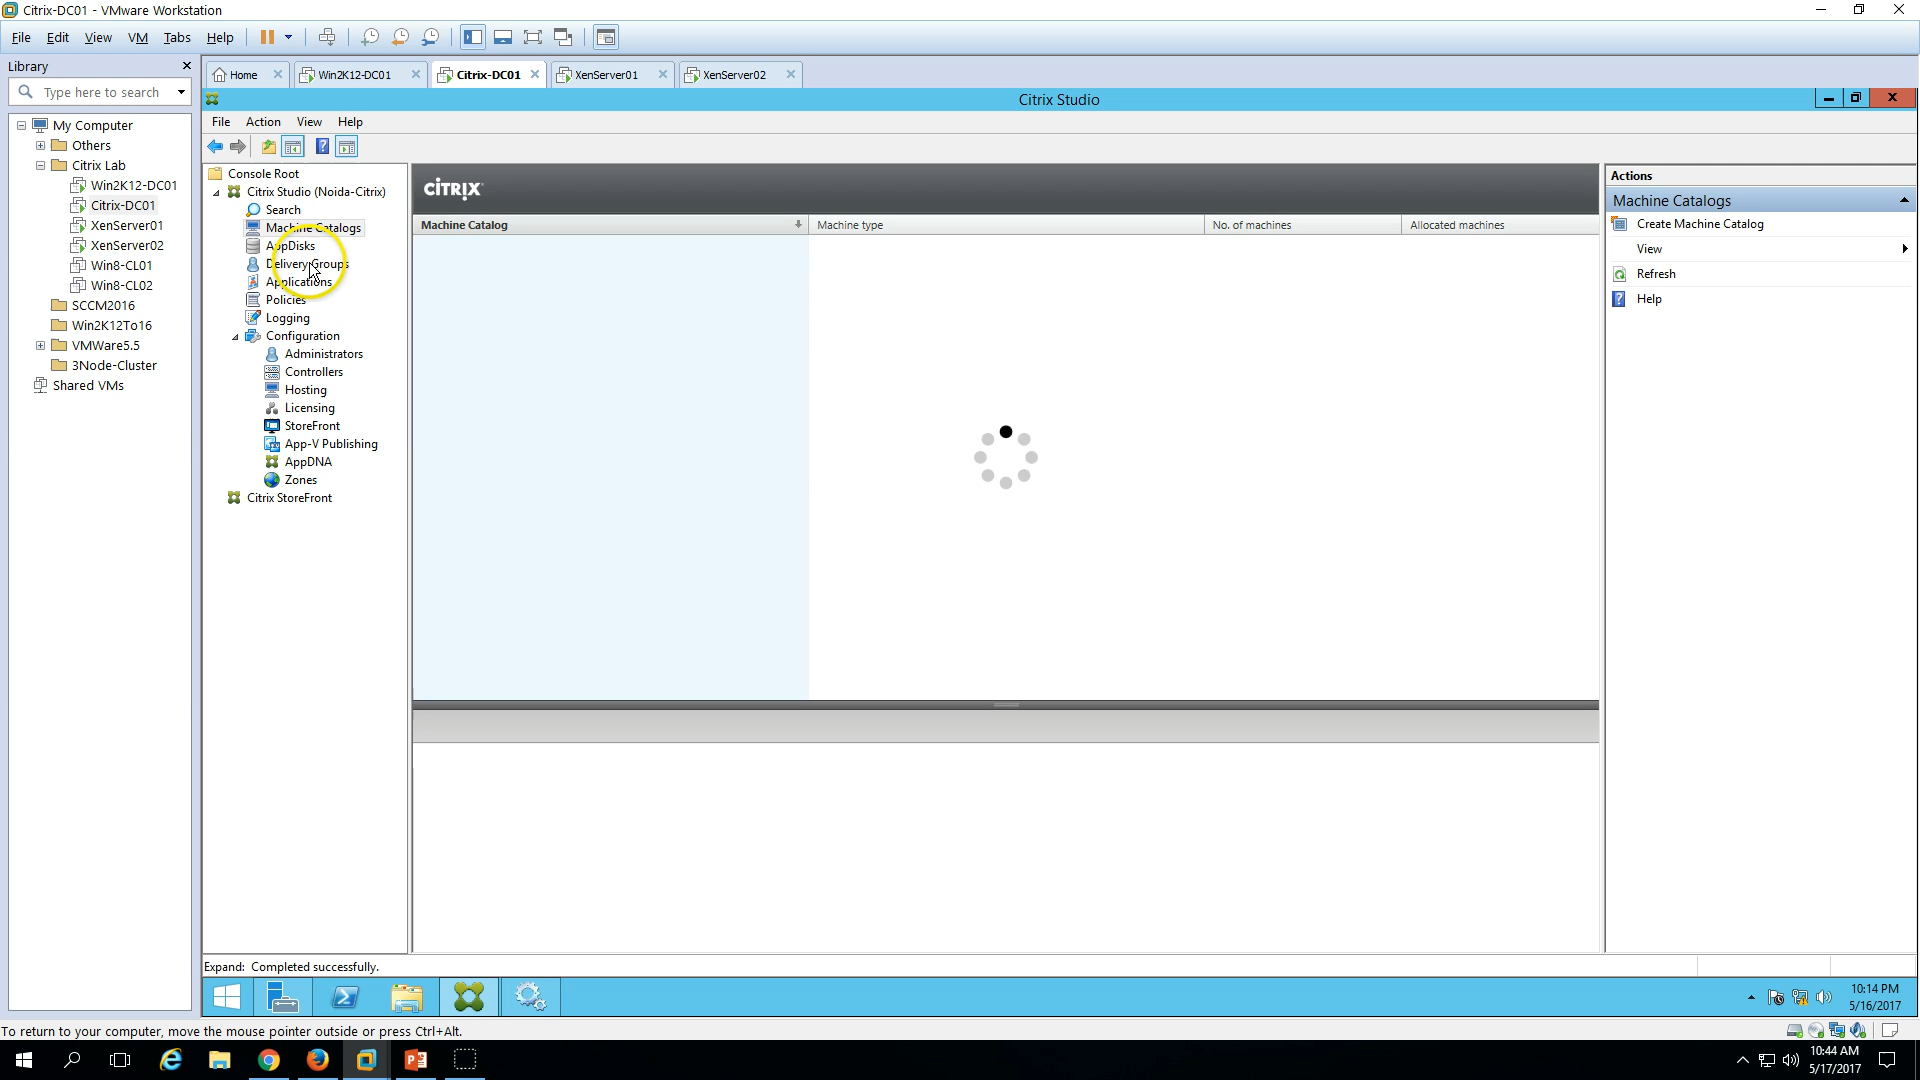 Citrix-DC01 - VMware Workstation
File Edit View VM Tabs Help
Library
Type here to search
My Computer
Others
Citrix Lab
Win2K12-DC01
Citrix-DC01
XenServer01
XenServer02
Win8-CL01
Win8-CL02
SCCM2016
Win2K12To16
VMWare5.5
3Node-Cluster
Shared VMs
Home Win2K12-DC01 Citrix-DC01 XenServer01 XenServer02
Citrix Studio
File Action View Help
Console Root
Citrix Studio (Noida-Citrix)
Search
Machine Catalogs
AppDisks
Delivery Groups
Applications
Policies
Logging
Configuration
Administrators
Controllers
Hosting
Licensing
StoreFront
App-V Publishing
AppDNA
Zones
Citrix StoreFront
CITRIX
Machine Catalog Machine type No. of machines Allocated machines
Actions
Machine Catalogs
Create Machine Catalog
View
Refresh
Help
Expand: Completed successfully.
10:14 PM
5/16/2017
To return to your computer, move the mouse pointer outside or press Ctrl+Alt.
10:44 AM
5/17/2017